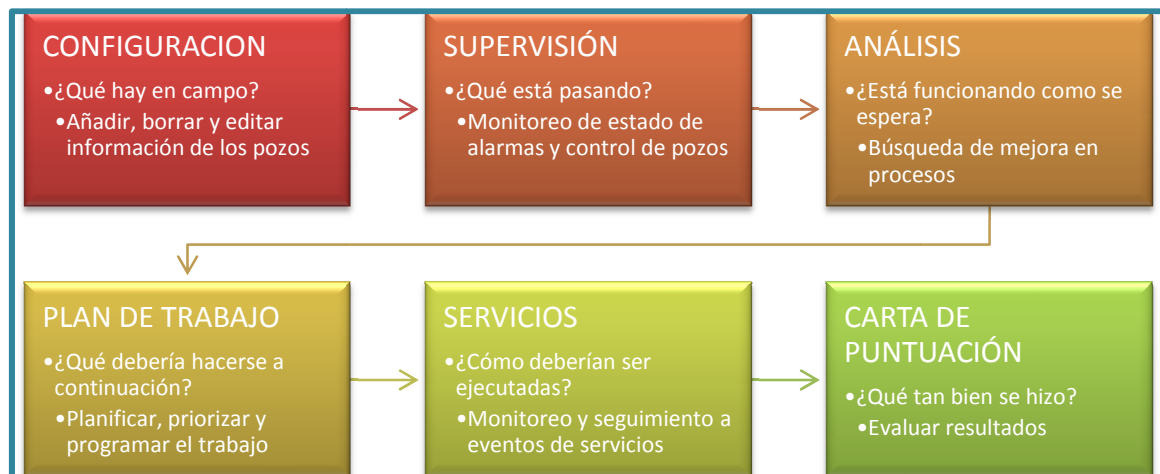 CONFIGURACION
•¿Qué hay en campo?
•Añadir, borrar y editar
información de los pozos
SUPERVISIÓN
•¿Qué está pasando?
•Monitoreo de estado de
alarmas y control de pozos
ANÁLISIS
•¿Está funcionando como se
espera?
•Búsqueda de mejora en
procesos
PLAN DE TRABAJO
•¿Qué debería hacerse a
continuación?
•Planificar, priorizar y
programar el trabajo
SERVICIOS
•¿Cómo deberían ser
ejecutadas?
•Monitoreo y seguimiento a
eventos de servicios
CARTA DE
PUNTUACIÓN
•¿Qué tan bien se hizo?
•Evaluar resultados